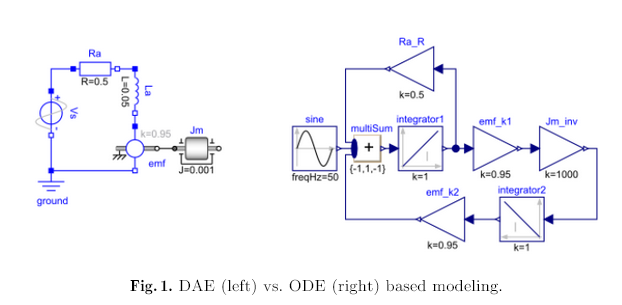 Ra
R=0.5
L=0.05
La
+
Vs
-
k=0.95
emf
Jm
J=0.001
ground
Ra_R
k=0.5
sine
freqHz=50
multiSum
+
{-1,1,-1}
integrator1
I
k=1
emf_k1
k=0.95
Jm_inv
k=1000
emf_k2
k=0.95
integrator2
I
k=1
Fig. 1. DAE (left) vs. ODE (right) based modeling.